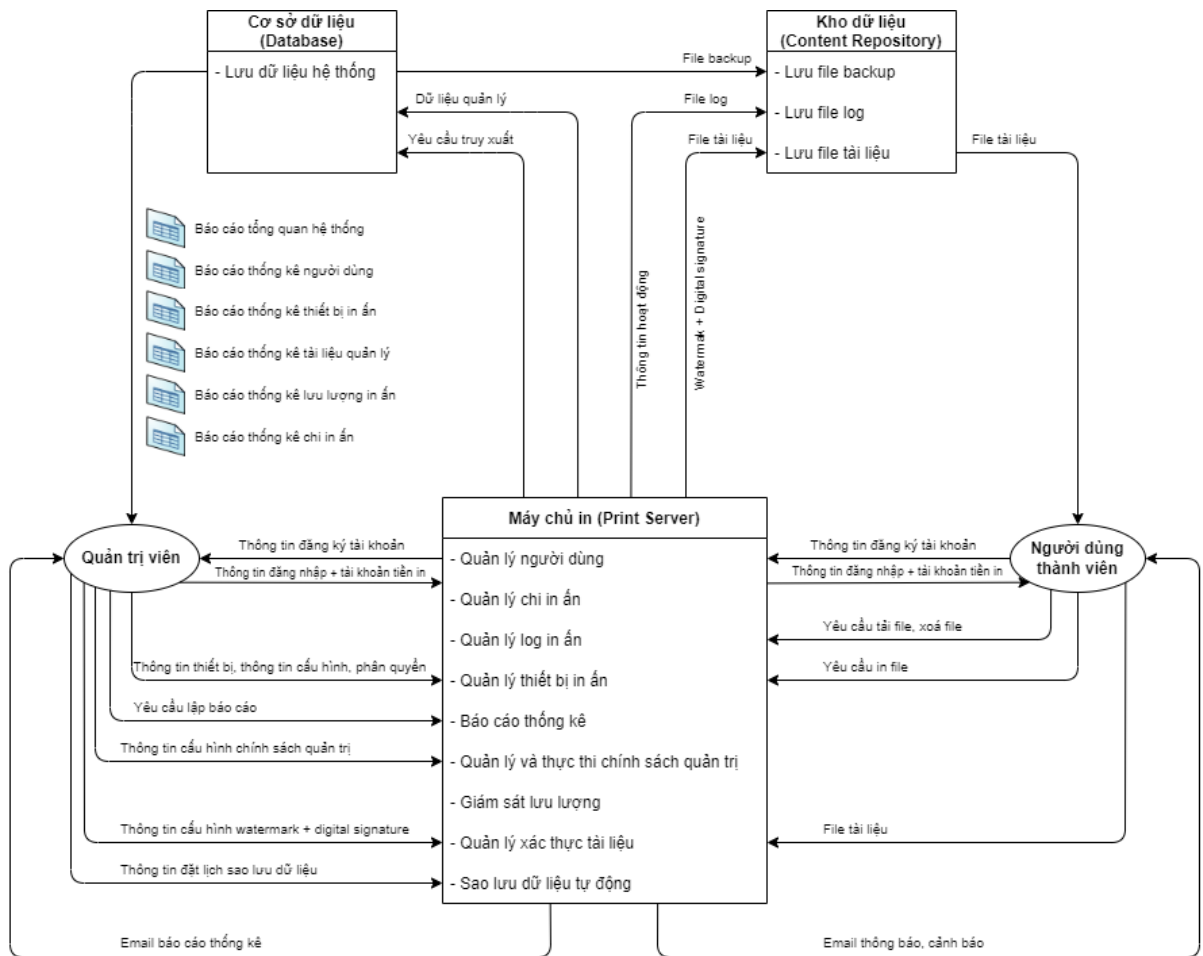 Cơ sở dữ liệu
(Database)
- Lưu dữ liệu hệ thống
Kho dữ liệu
(Content Repository)
- Lưu file backup
- Lưu file log
- Lưu file tài liệu
File backup
Dữ liệu quản lý
File log
Yêu cầu truy xuất
File tài liệu
File tài liệu
Báo cáo tổng quan hệ thống
Báo cáo thống kê người dùng
Báo cáo thống kê thiết bị in ấn
Báo cáo thống kê tài liệu quản lý
Báo cáo thống kê lưu lượng in ấn
Báo cáo thống kê chi in ấn
Thông tin hoạt động
Watermak + Digital signature
Máy chủ in (Print Server)
- Quản lý người dùng
- Quản lý chi in ấn
- Quản lý log in ấn
- Quản lý thiết bị in ấn
- Báo cáo thống kê
- Quản lý và thực thi chính sách quản trị
- Giám sát lưu lượng
- Quản lý xác thực tài liệu
- Sao lưu dữ liệu tự động
Quản trị viên
Thông tin đăng ký tài khoản
Thông tin đăng nhập + tài khoản tiền in
Thông tin thiết bị, thông tin cấu hình, phân quyền
Yêu cầu lập báo cáo
Thông tin cấu hình chính sách quản trị
Thông tin cấu hình watermark + digital signature
Thông tin đặt lịch sao lưu dữ liệu
Email báo cáo thống kê
Người dùng
thành viên
Thông tin đăng ký tài khoản
Thông tin đăng nhập + tài khoản tiền in
Yêu cầu tải file, xoá file
Yêu cầu in file
File tài liệu
Email thông báo, cảnh báo